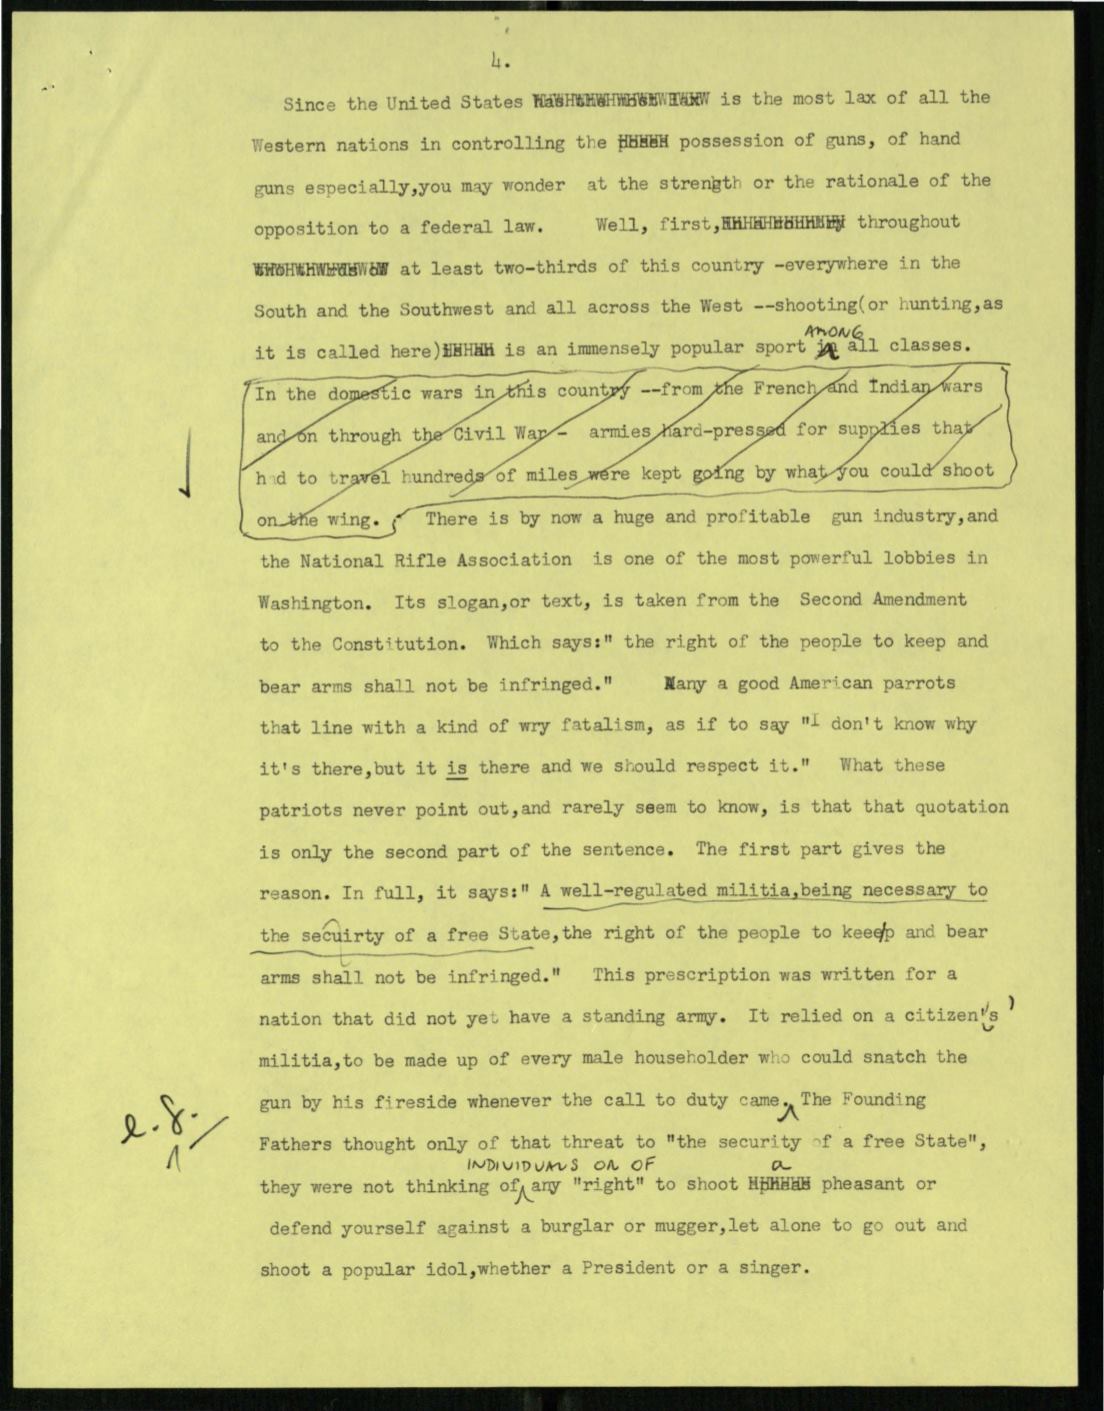 4.
Since the United States is the most lax of all the
Western nations in controlling the possession of guns, of hand
guns especially,you may wonder at the strength or the rationale of the
opposition to a federal law. Well, first, throughout
at least two-thirds of this country -everywhere in the
South and the Southwest and all across the West --shooting(or hunting,as
AMONG
it is called here) is an immensely popular sport in all classes.
In the domestic wars in this country --from the French and Indian wars
and on through the Civil War - armies hard-pressed for supplies that
had to travel hundreds of miles were kept going by what you could shoot
on the wing. There is by now a huge and profitable gun industry,and
the National Rifle Association is one of the most powerful lobbies in
Washington. Its slogan,or text, is taken from the Second Amendment
to the Constitution. Which says:" the right of the people to keep and
bear arms shall not be infringed." Many a good American parrots
that line with a kind of wry fatalism, as if to say "I don't know why
it's there,but it is there and we should respect it." What these
patriots never point out,and rarely seem to know, is that that quotation
is only the second part of the sentence. The first part gives the
reason. In full, it says:" A well-regulated militia,being necessary to
the secuirty of a free State,the right of the people to keeep and bear
arms shall not be infringed." This prescription was written for a
nation that did not yet have a standing army. It relied on a citizen's '
militia,to be made up of every male householder who could snatch the
gun by his fireside whenever the call to duty came. The Founding
Fathers thought only of that threat to "the security of a free State",
INDIVIDUALS OR OF a
they were not thinking of any "right" to shoot pheasant or
defend yourself against a burglar or mugger,let alone to go out and
shoot a popular idol,whether a President or a singer.